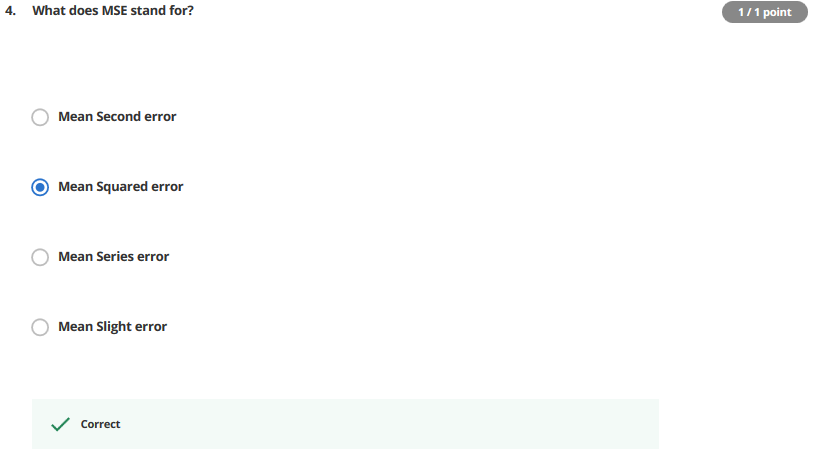 4. What does MSE stand for?
1 / 1 point
Mean Second error
Mean Squared error
Mean Series error
Mean Slight error
Correct